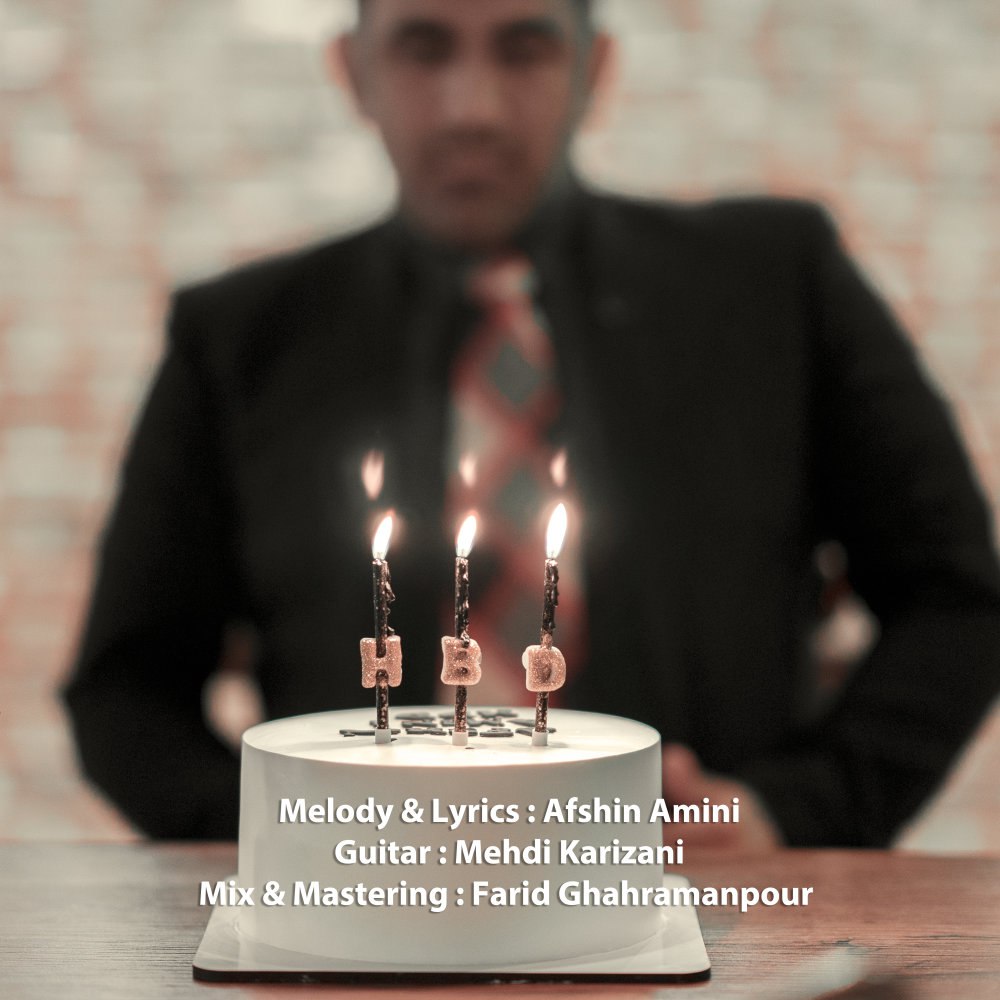 H B D
Melody & Lyrics : Afshin Amini
Guitar : Mehdi Karizani
Mix & Mastering : Farid Ghahramanpour